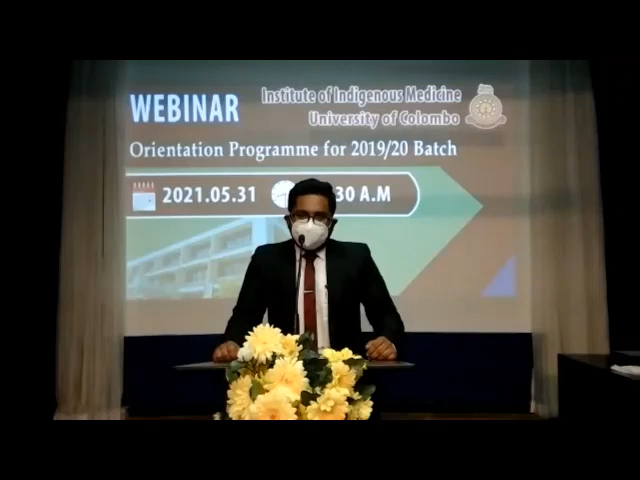 WEBINAR
Institute of Indigenous Medicine
University of Colombo
Orientation Programme for 2019/20 Batch
2021.05.31
30 A.M